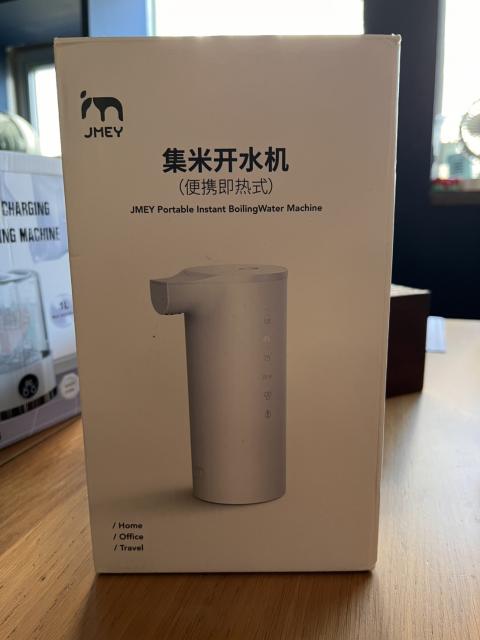 JMEY
集米开水机
(便携即热式)
JMEY Portable Instant BoilingWater Machine
CHARGING
NG MACHINE
1L
/ Home
/ Office
/ Travel